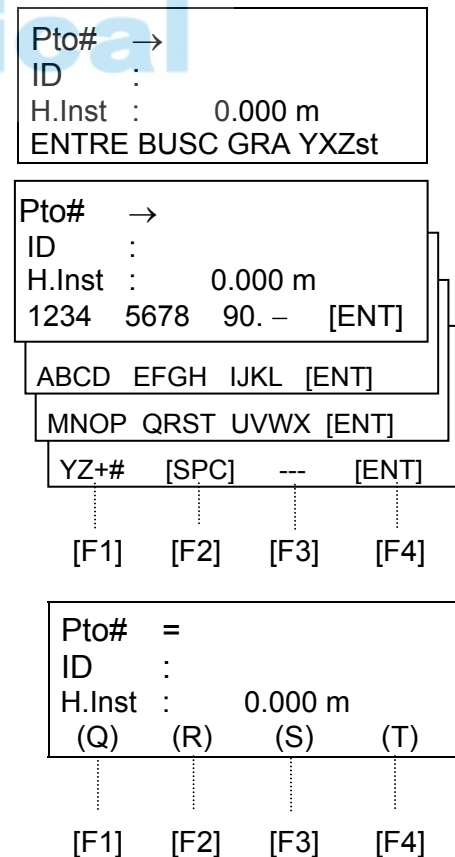 ical
Pto# →
ID :
H.Inst : 0.000 m
ENTRE BUSC GRA YXZst
Pto# →
ID :
H.Inst : 0.000 m
1234 5678 90. – [ENT]
ABCD EFGH IJKL [ENT]
MNOP QRST UVWX [ENT]
YZ+# [SPC] --- [ENT]
[F1] [F2] [F3] [F4]
Pto# =
ID :
H.Inst : 0.000 m
(Q) (R) (S) (T)
[F1] [F2] [F3] [F4]